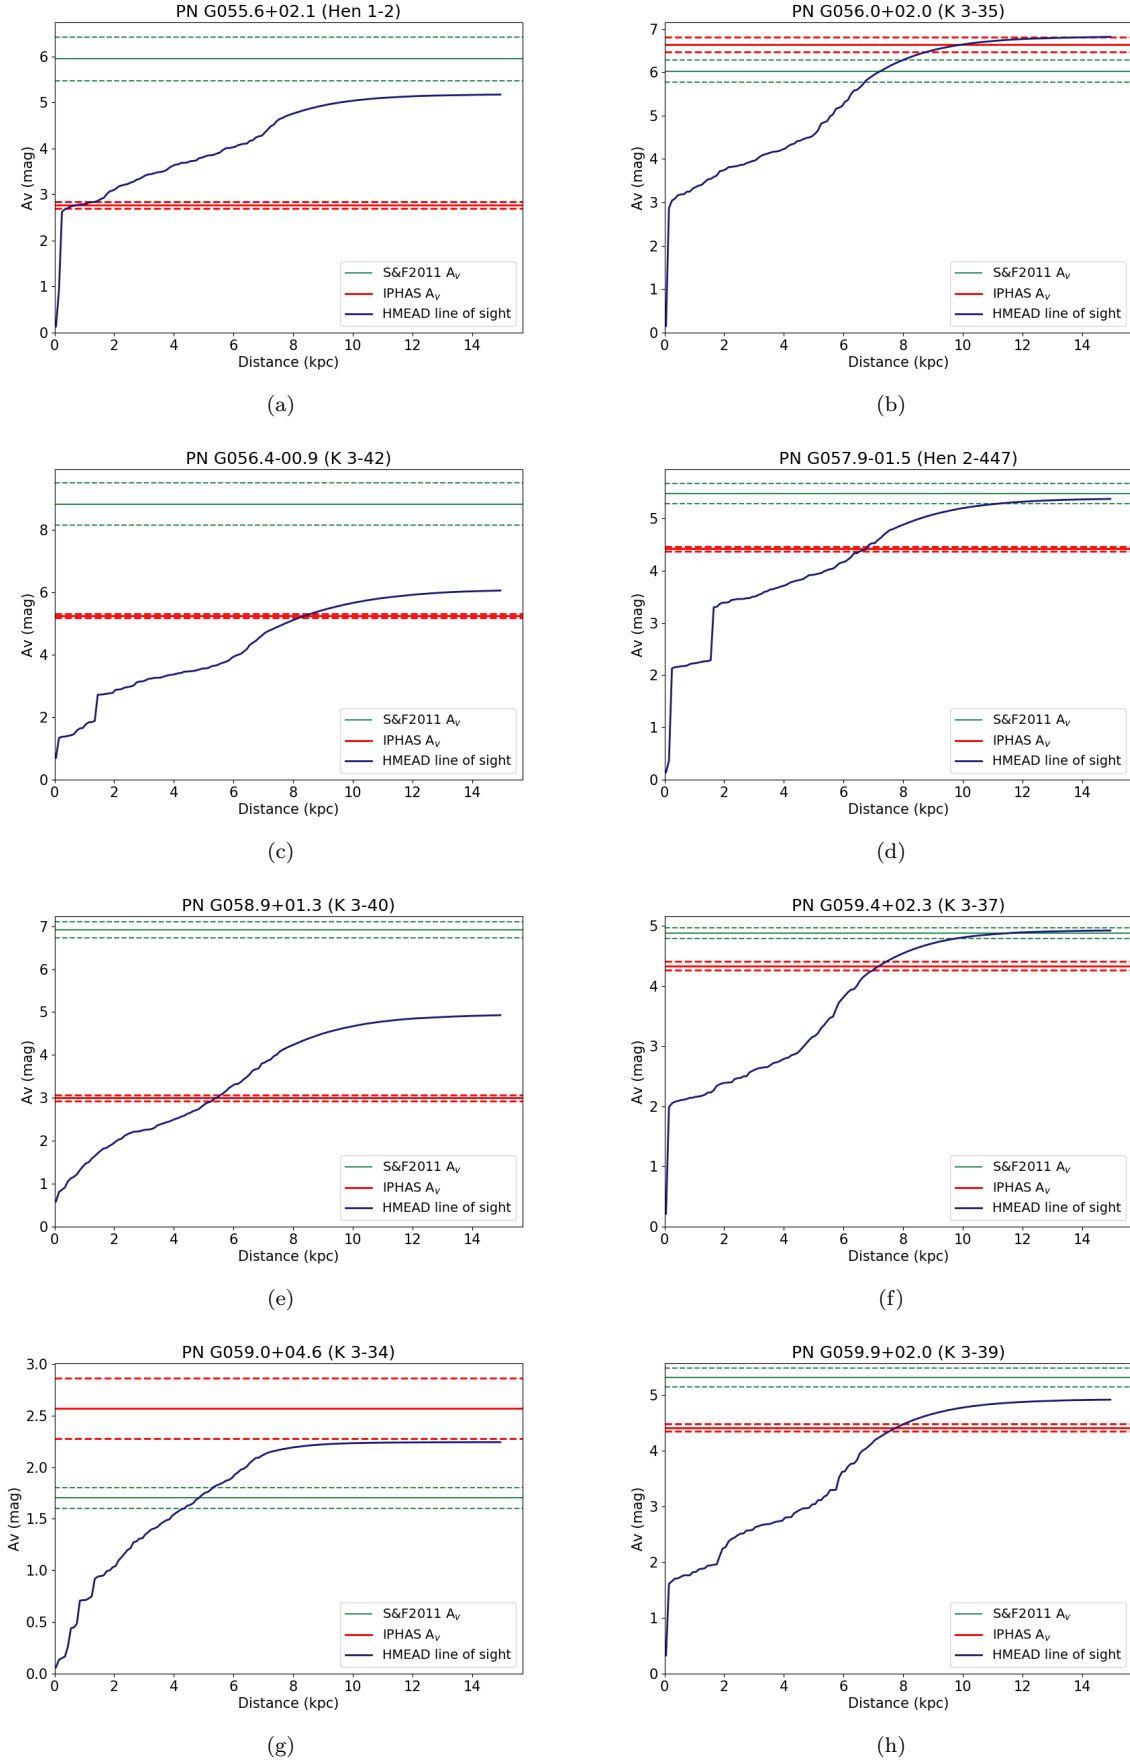 PN G055.6+02.1 (Hen 1-2)
6
5
4
3
2
1
0
Av (mag)
S&F2011 Av
IPHAS Av
HMEAD line of sight
0 2 4 6 8 10 12 14
Distance (kpc)
(a)
PN G056.0+02.0 (K 3-35)
7
6
5
4
3
2
1
0
Av (mag)
S&F2011 Av
IPHAS Av
HMEAD line of sight
0 2 4 6 8 10 12 14
Distance (kpc)
(b)
PN G056.4-00.9 (K 3-42)
8
6
4
2
0
Av (mag)
S&F2011 Av
IPHAS Av
HMEAD line of sight
0 2 4 6 8 10 12 14
Distance (kpc)
(c)
PN G057.9-01.5 (Hen 2-447)
5
4
3
2
1
0
Av (mag)
S&F2011 Av
IPHAS Av
HMEAD line of sight
0 2 4 6 8 10 12 14
Distance (kpc)
(d)
PN G058.9+01.3 (K 3-40)
7
6
5
4
3
2
1
0
Av (mag)
S&F2011 Av
IPHAS Av
HMEAD line of sight
0 2 4 6 8 10 12 14
Distance (kpc)
(e)
PN G059.4+02.3 (K 3-37)
5
4
3
2
1
0
Av (mag)
S&F2011 Av
IPHAS Av
HMEAD line of sight
0 2 4 6 8 10 12 14
Distance (kpc)
(f)
PN G059.0+04.6 (K 3-34)
3.0
2.5
2.0
1.5
1.0
0.5
0.0
Av (mag)
S&F2011 Av
IPHAS Av
HMEAD line of sight
0 2 4 6 8 10 12 14
Distance (kpc)
(g)
PN G059.9+02.0 (K 3-39)
5
4
3
2
1
0
Av (mag)
S&F2011 Av
IPHAS Av
HMEAD line of sight
0 2 4 6 8 10 12 14
Distance (kpc)
(h)